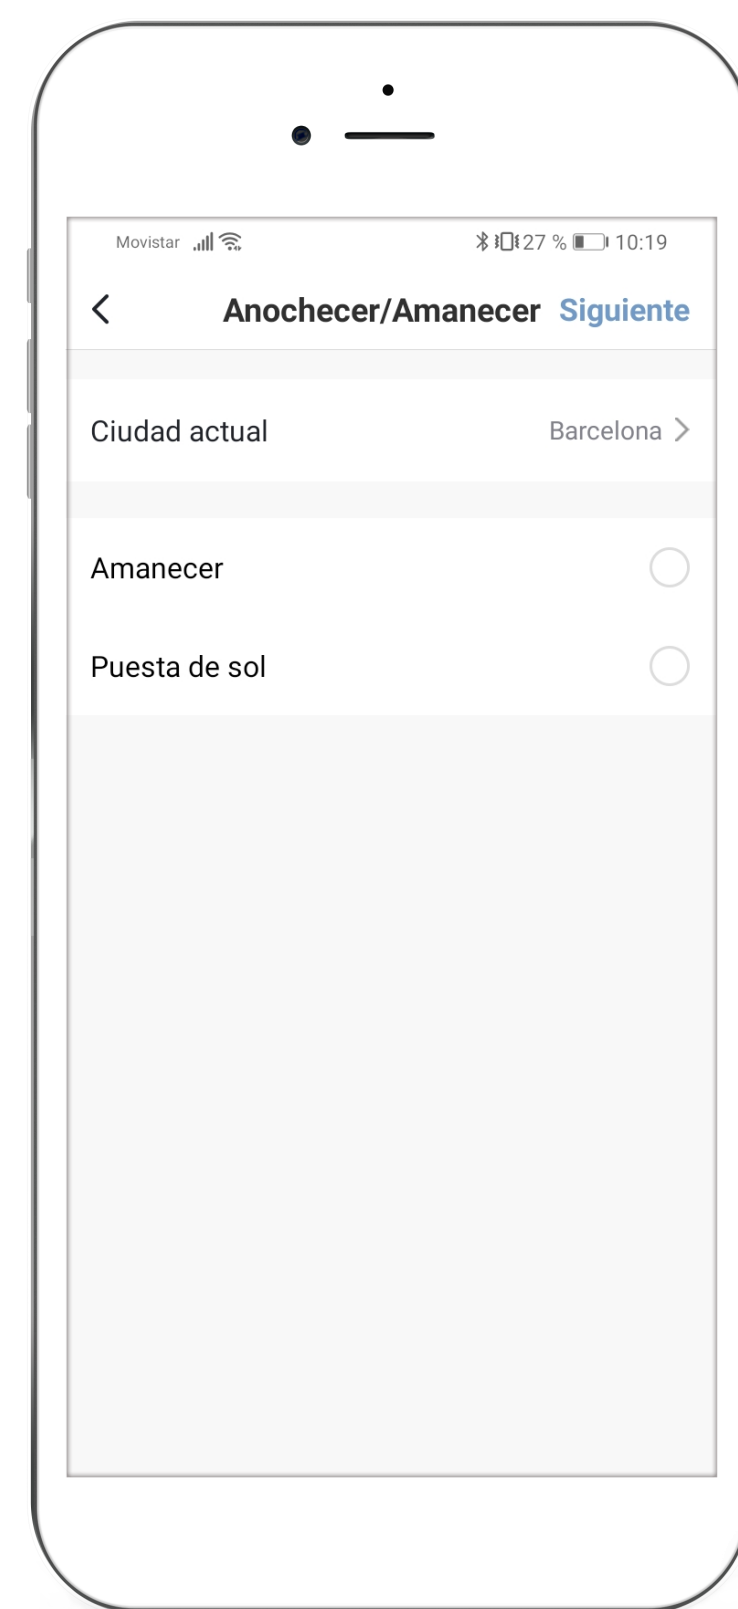 Movistar 27 % 10:19
Anochecer/Amanecer Siguiente
Ciudad actual Barcelona
Amanecer
Puesta de sol